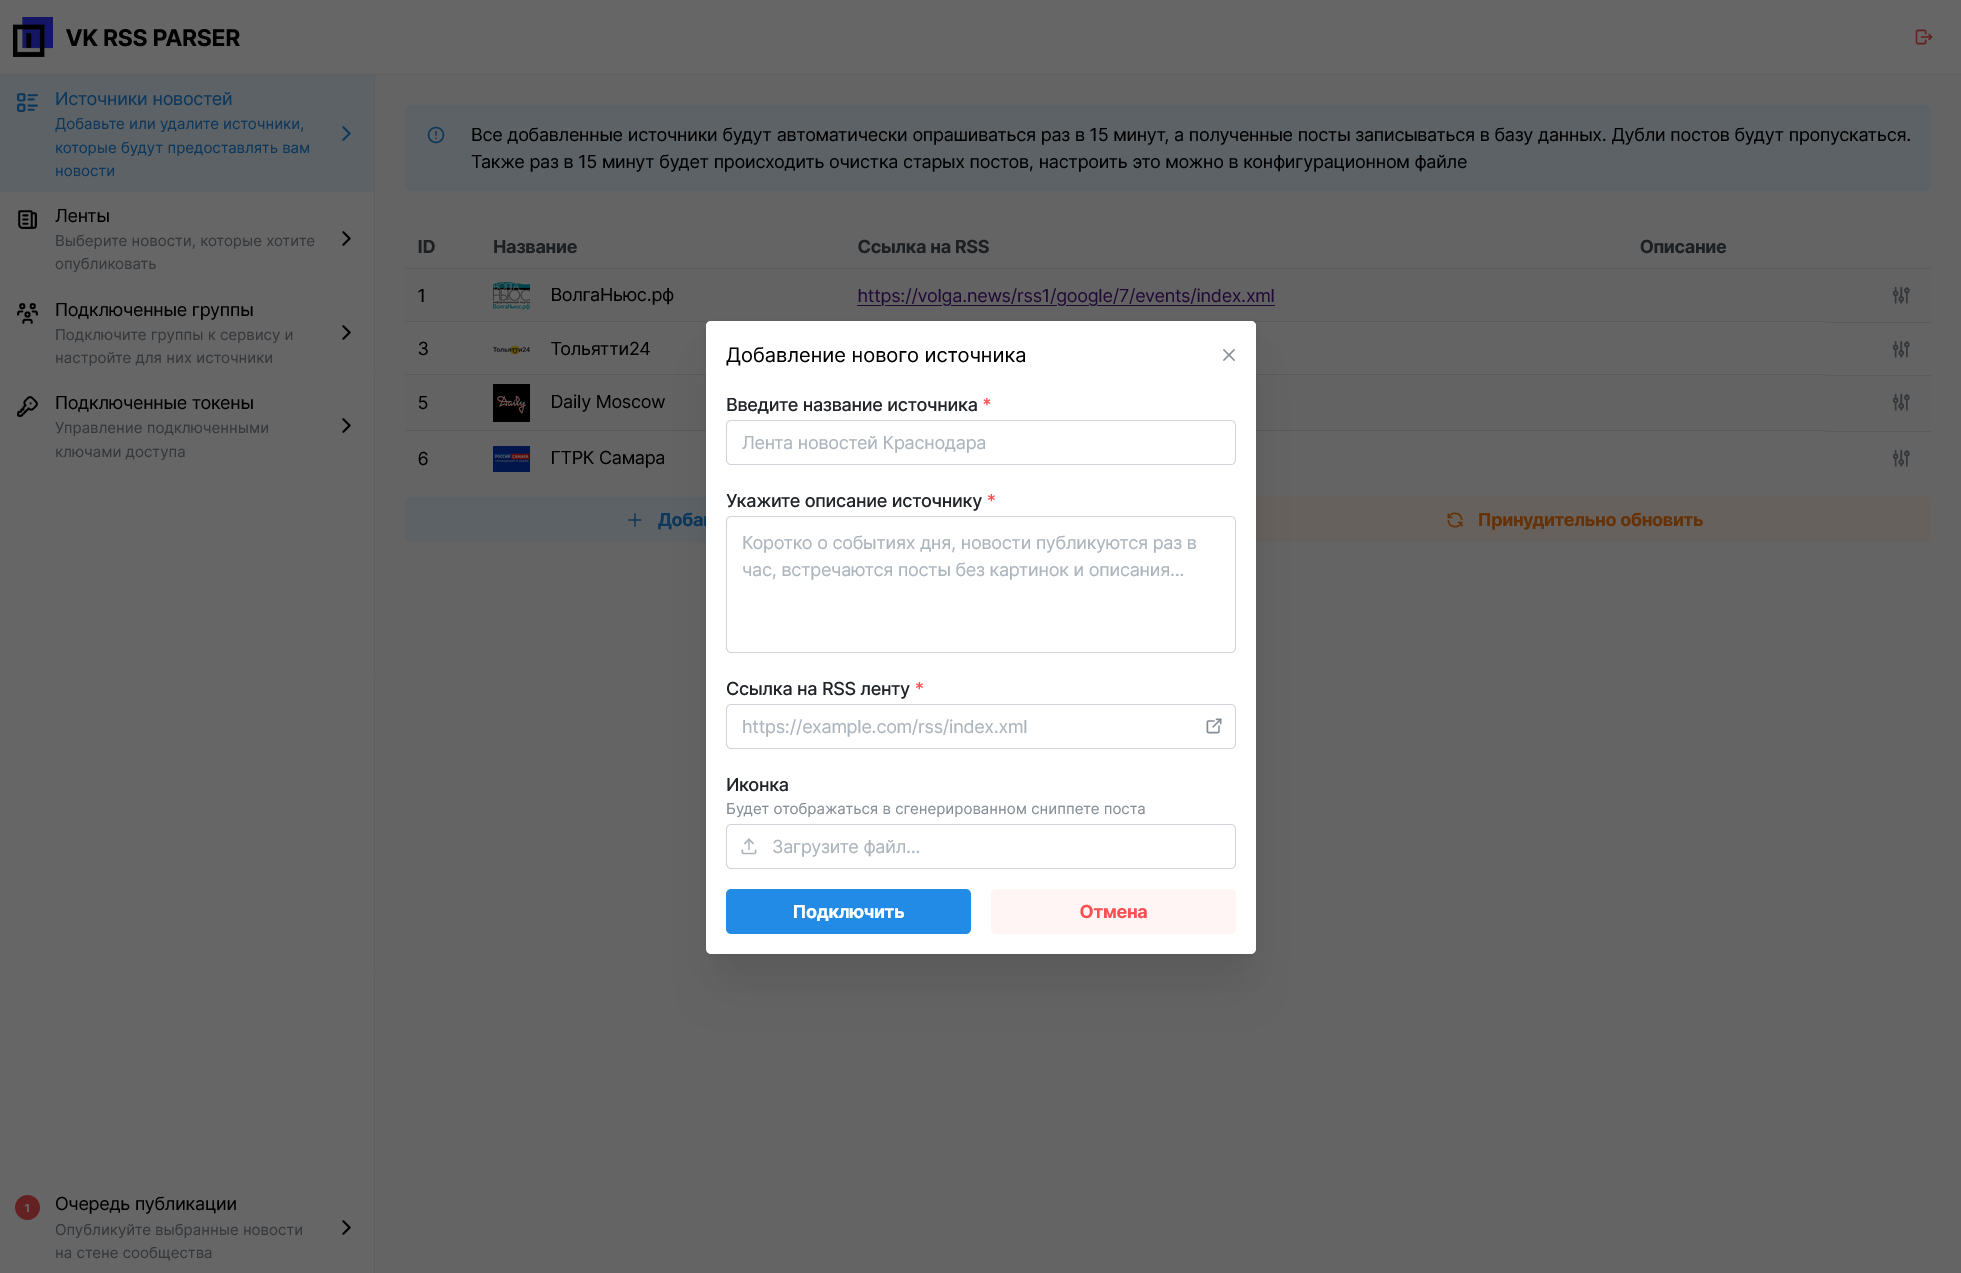 VK RSS PARSER
Источники новостей
Добавьте или удалите источники,
которые будут предоставлять вам
новости
Ленты
Выберите новости, которые хотите
опубликовать
Подключенные группы
Подключите группы к сервису и
настройте для них источники
Подключенные токены
Управление подключенными
ключами доступа
1
Очередь публикации
Опубликуйте выбранные новости
на стене сообщества
Все добавленные источники будут автоматически опрашиваться раз в 15 минут, а полученные посты записываться в базу данных. Дубли постов будут пропускаться.
Также раз в 15 минут будет происходить очистка старых постов, настроить это можно в конфигурационном файле
ID Название Ссылка на RSS Описание
1 ВолгаНьюс.рф https://volga.news/rss1/google/7/events/index.xml
3 Тольятти24 Тольятти24
5 Daily Daily Moscow
6 ГТРК Самара
Принудительно обновить
Добавление нового источника
Введите название источника *
Лента новостей Краснодара
Укажите описание источнику *
Коротко о событиях дня, новости публикуются раз в
час, встречаются посты без картинок и описания...
Ссылка на RSS ленту *
https://example.com/rss/index.xml
Иконка
Будет отображаться в сгенерированном сниппете поста
Загрузите файл...
Подключить Отмена